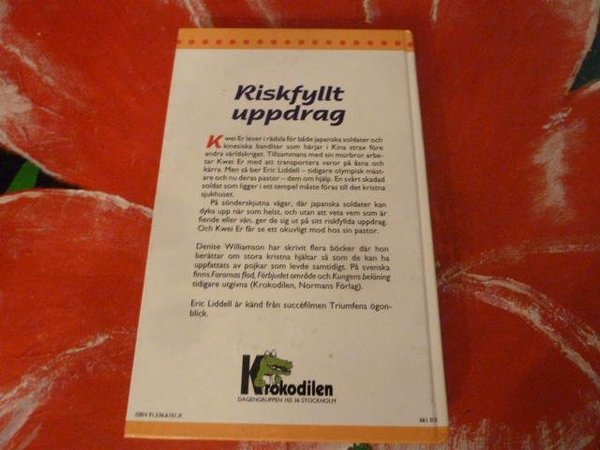 Riskfyllt
uppdrag
Kwei Er lever i rädsla för både japanska soldater och
kinesiska banditer som härjar i Kina strax före
andra världskriget. Tillsammans med sin morbror arbe-
tar Kwei Er med att transportera varor på åsna och
kärra. Men så ber Eric Liddell – tidigare olympisk mäst-
are och nu deras pastor – dem om hjälp. En svårt skadad
soldat som ligger i ett tempel måste föras till det kristna
sjukhuset.
På sönderskjutna vägar, där japanska soldater kan
dyka upp när som helst, och utan att veta vem som är
fiende eller vän, ger de sig ut på sitt riskfyllda uppdrag.
Och Kwei Er får se ett okuvligt mod hos sin pastor.
Denise Williamson har skrivit flera böcker där hon
berättar om stora kristna hjältar så som de kan ha
uppfattats av pojkar som levde samtidigt. På svenska
finns Farornas flod, Förbjudet område och Kungens belöning
tidigare utgivna (Krokodilen, Normans Förlag).
Eric Liddell är känd från succéfilmen Triumfens ögon-
blick.
Krokodilen
DAGENGRUPPEN 105 36 STOCKHOLM
ISBN